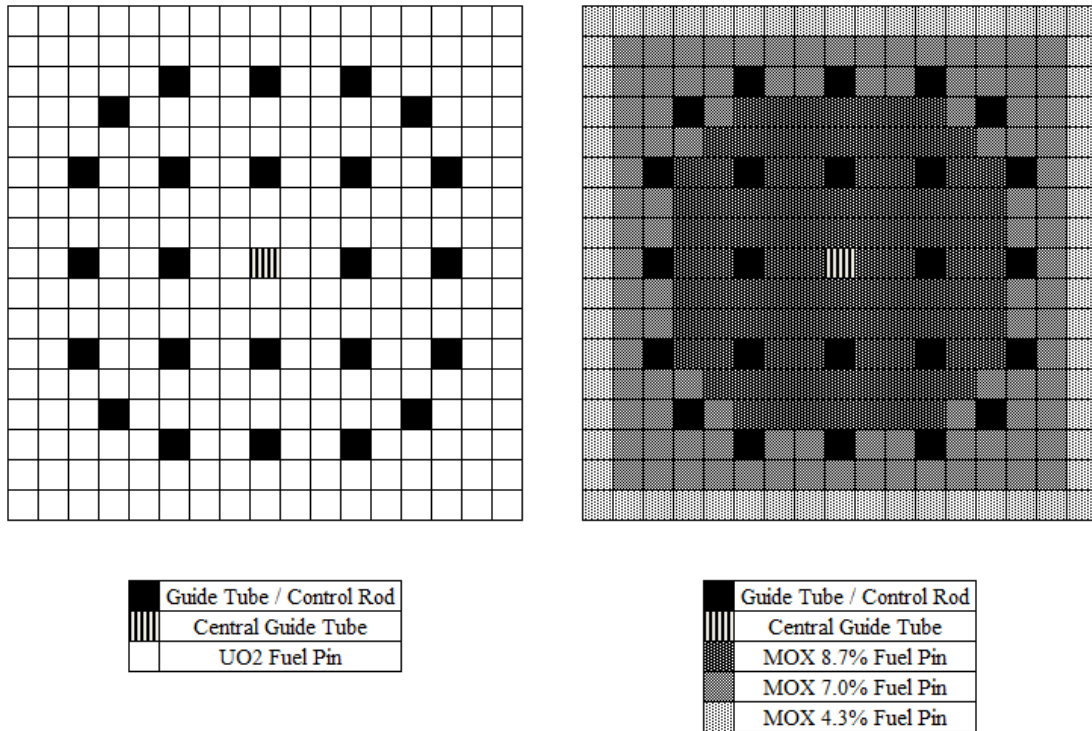 Guide Tube / Control Rod
Central Guide Tube
UO2 Fuel Pin
Guide Tube / Control Rod
Central Guide Tube
MOX 8.7% Fuel Pin
MOX 7.0% Fuel Pin
MOX 4.3% Fuel Pin